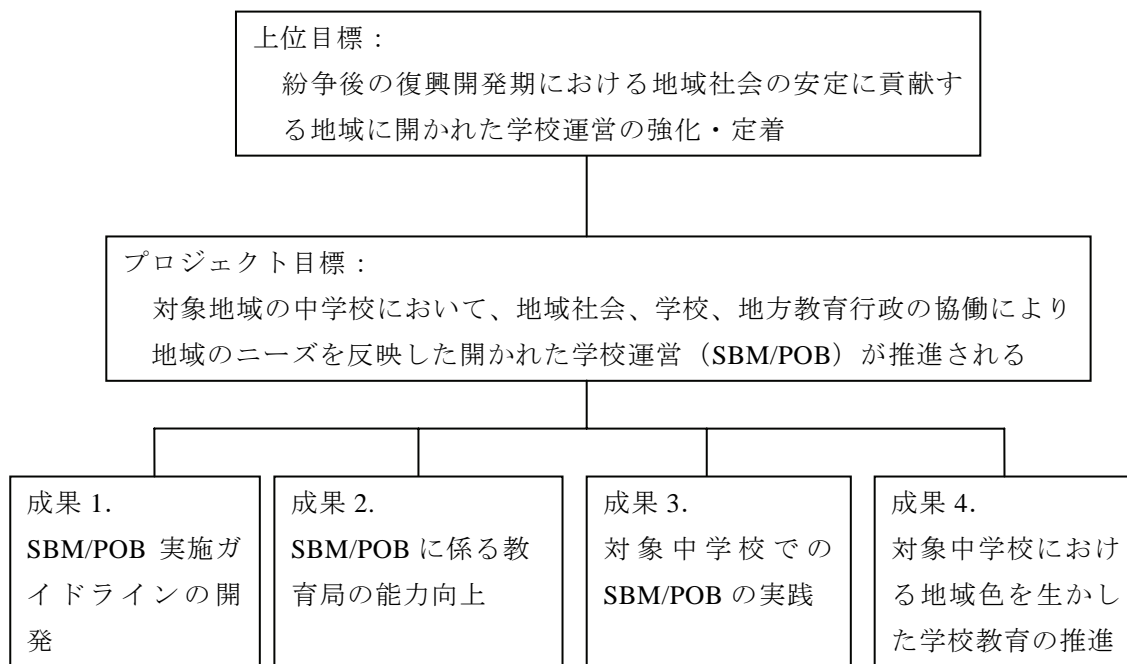 上位目標：
紛争後の復興開発期における地域社会の安定に貢献す
る地域に開かれた学校運営の強化・定着
プロジェクト目標：
対象地域の中学校において、地域社会、学校、地方教育行政の協働により
地域のニーズを反映した開かれた学校運営（SBM/POB）が推進される
成果 1.
SBM/POB 実施ガ
イドラインの開
発
成果 2.
SBM/POB に係る教
育局の能力向上
成果 3.
対象中学校での
SBM/POB の実践
成果 4.
対象中学校におけ
る地域色を生かし
た学校教育の推進